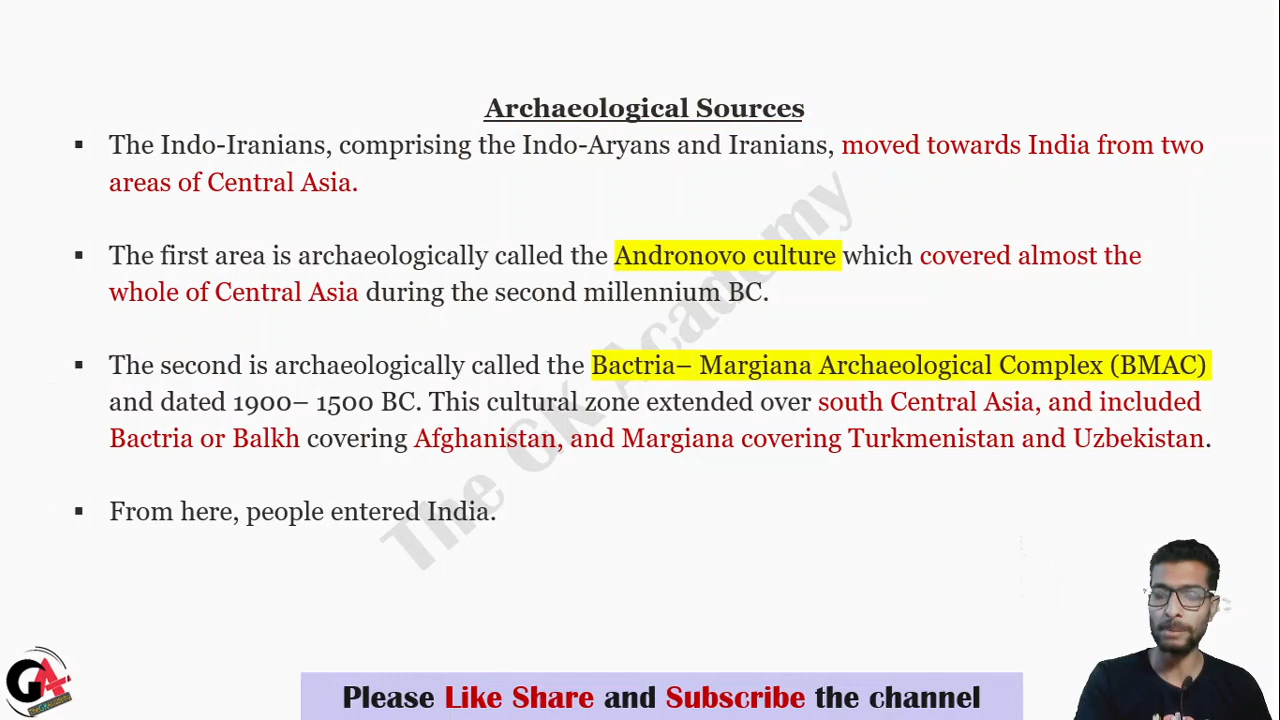 Archaeological Sources
▪ The Indo-Iranians, comprising the Indo-Aryans and Iranians, moved towards India from two
areas of Central Asia.
▪ The first area is archaeologically called the Andronovo culture which covered almost the
whole of Central Asia during the second millennium BC.
▪ The second is archaeologically called the Bactria– Margiana Archaeological Complex (BMAC)
and dated 1900– 1500 BC. This cultural zone extended over south Central Asia, and included
Bactria or Balkh covering Afghanistan, and Margiana covering Turkmenistan and Uzbekistan.
▪ From here, people entered India.
The GK Academy
GA
Please Like Share and Subscribe the channel